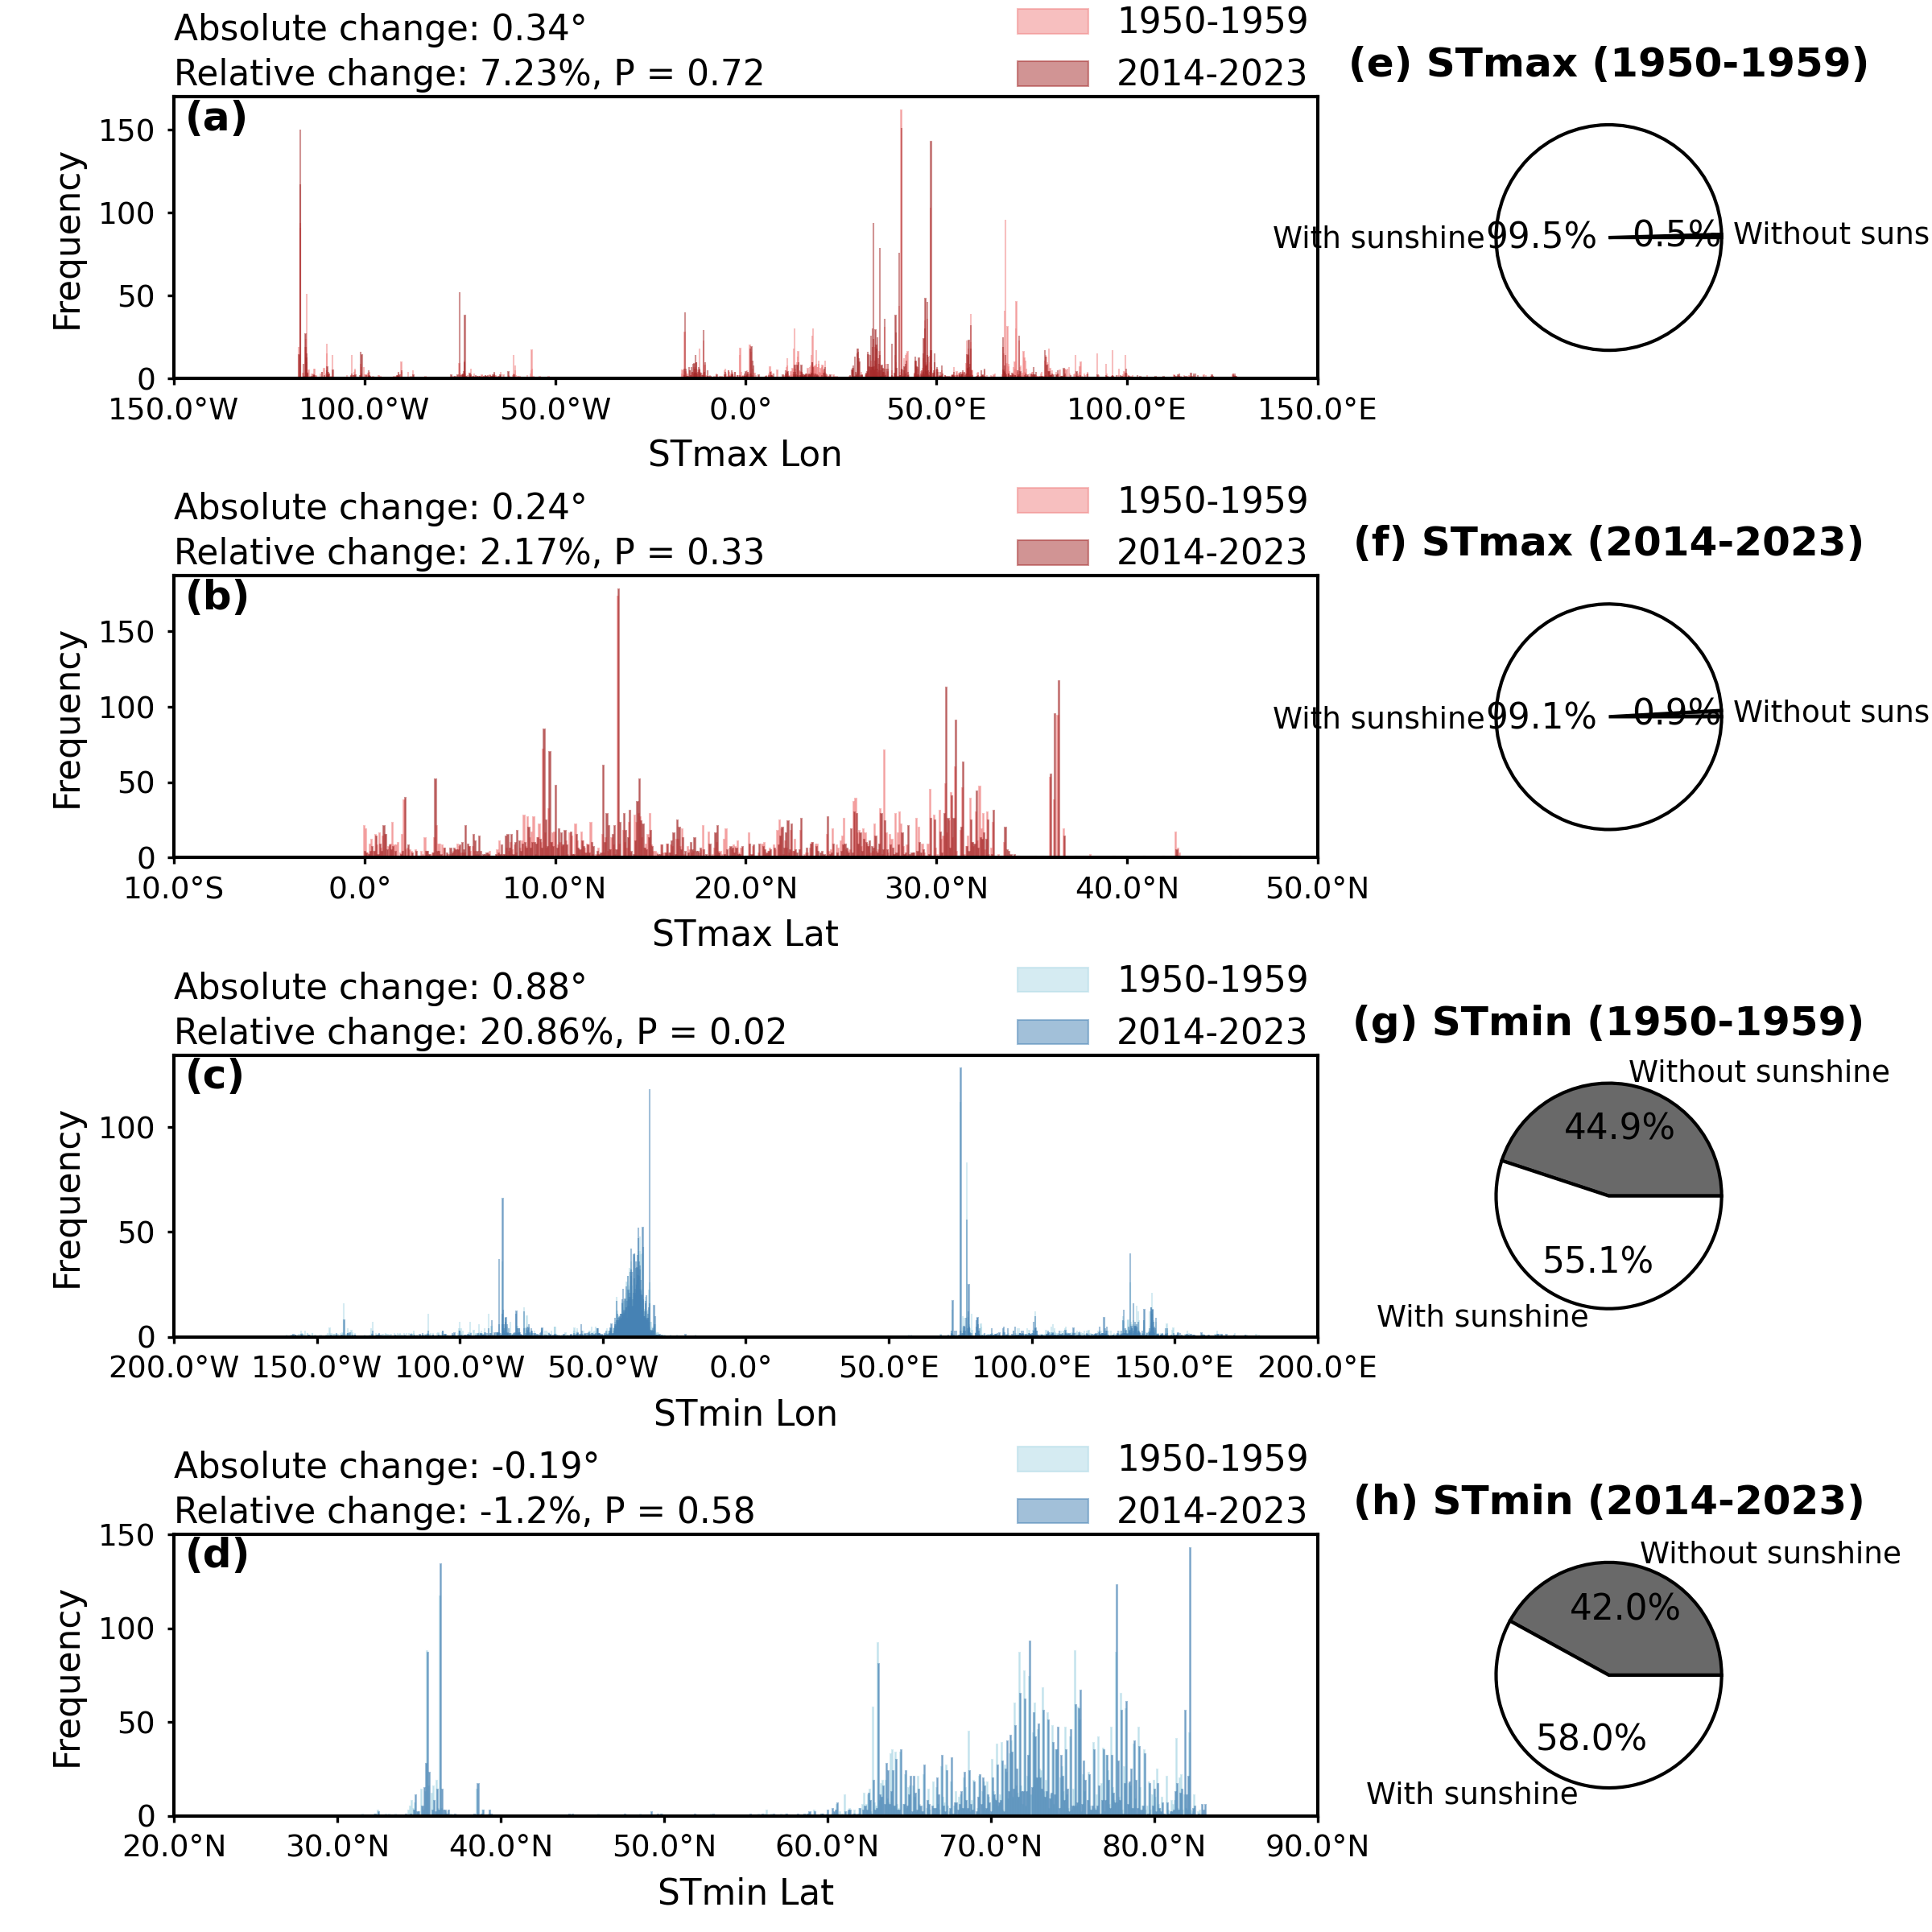 Absolute change: 0.34°
Relative change: 7.23%, P = 0.72
1950-1959
2014-2023
(a)
Frequency
150
100
50
0
150.0°W 100.0°W 50.0°W 0.0° 50.0°E 100.0°E 150.0°E
STmax Lon
(e) STmax (1950-1959)
With sunshine 99.5% 0.5% Without suns
Absolute change: 0.24°
Relative change: 2.17%, P = 0.33
1950-1959
2014-2023
(b)
Frequency
150
100
50
0
10.0°S 0.0° 10.0°N 20.0°N 30.0°N 40.0°N 50.0°N
STmax Lat
(f) STmax (2014-2023)
With sunshine 99.1% 0.9% Without suns
Absolute change: 0.88°
Relative change: 20.86%, P = 0.02
1950-1959
2014-2023
(c)
Frequency
100
50
0
200.0°W 150.0°W 100.0°W 50.0°W 0.0° 50.0°E 100.0°E 150.0°E 200.0°E
STmin Lon
(g) STmin (1950-1959)
Without sunshine
44.9%
55.1%
With sunshine
Absolute change: -0.19°
Relative change: -1.2%, P = 0.58
1950-1959
2014-2023
(d)
Frequency
150
100
50
0
20.0°N 30.0°N 40.0°N 50.0°N 60.0°N 70.0°N 80.0°N 90.0°N
STmin Lat
(h) STmin (2014-2023)
Without sunshine
42.0%
58.0%
With sunshine